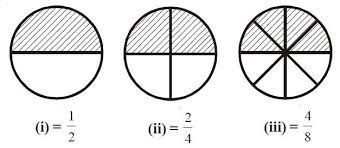 (i) = 1/2 (ii) = 2/4 (iii) = 4/8